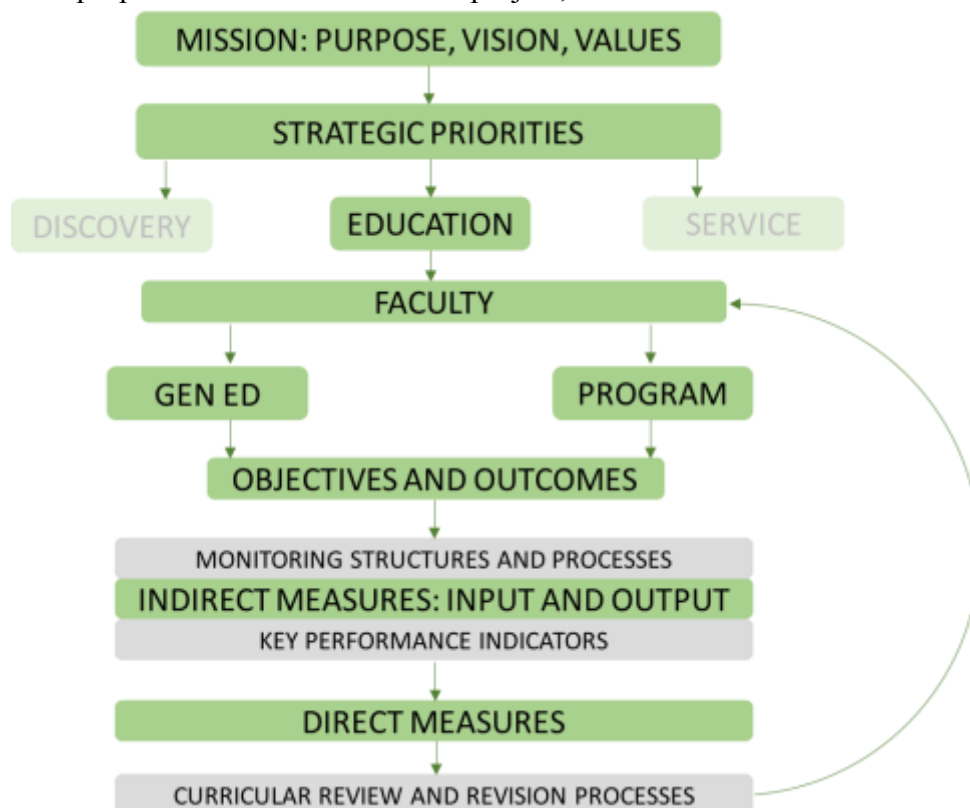 MISSION: PURPOSE, VISION, VALUES
STRATEGIC PRIORITIES
DISCOVERY
EDUCATION
SERVICE
FACULTY
GEN ED
PROGRAM
OBJECTIVES AND OUTCOMES
MONITORING STRUCTURES AND PROCESSES
INDIRECT MEASURES: INPUT AND OUTPUT
KEY PERFORMANCE INDICATORS
DIRECT MEASURES
CURRICULAR REVIEW AND REVISION PROCESSES